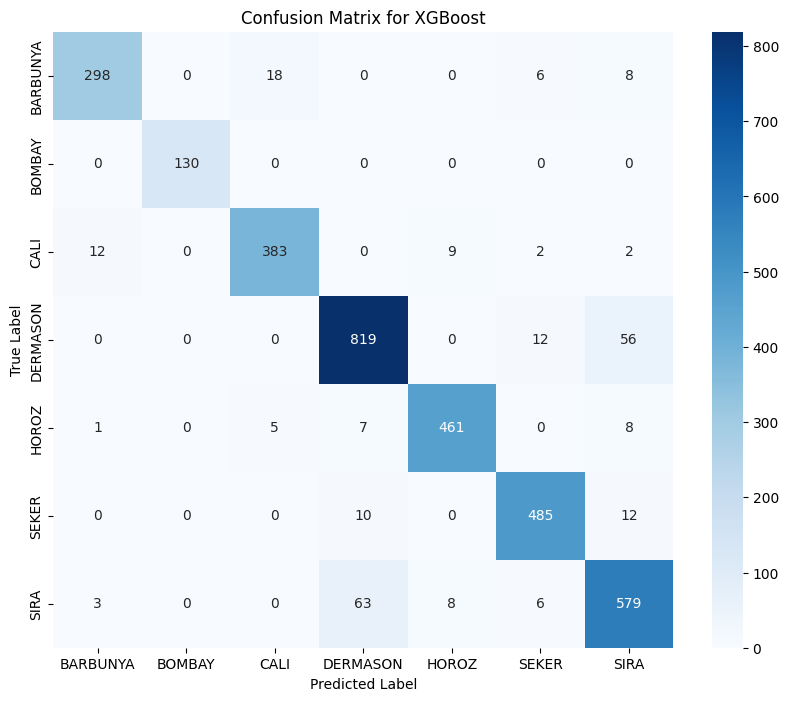 Confusion Matrix for XGBoost
BARBUNYA 298 0 18 0 0 6 8
BOMBAY 0 130 0 0 0 0 0
CALI 12 0 383 0 9 2 2
DERMASON 0 0 0 819 0 12 56
HOROZ 1 0 5 7 461 0 8
SEKER 0 0 0 10 0 485 12
SIRA 3 0 0 63 8 6 579
BARBUNYA BOMBAY CALI DERMASON HOROZ SEKER SIRA
Predicted Label
True Label
800
700
600
500
400
300
200
100
0